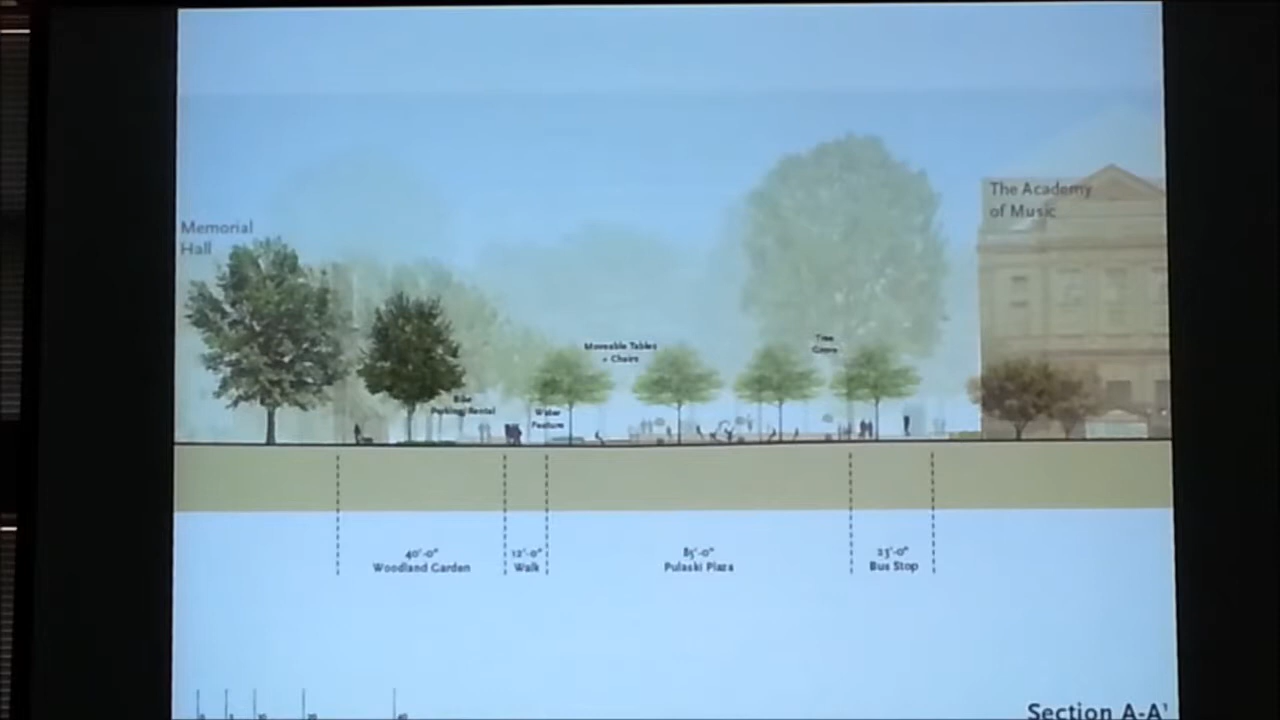 The Academy
of Music
Memorial
Hall
Moveable Tables
+ Chairs
Tree
Grove
Bike
Parking/Rental
Water
Feature
40'-0"
Woodland Garden
12'-0"
Walk
85'-0"
Pulaski Plaza
23'-0"
Bus Stop
Section A-A'